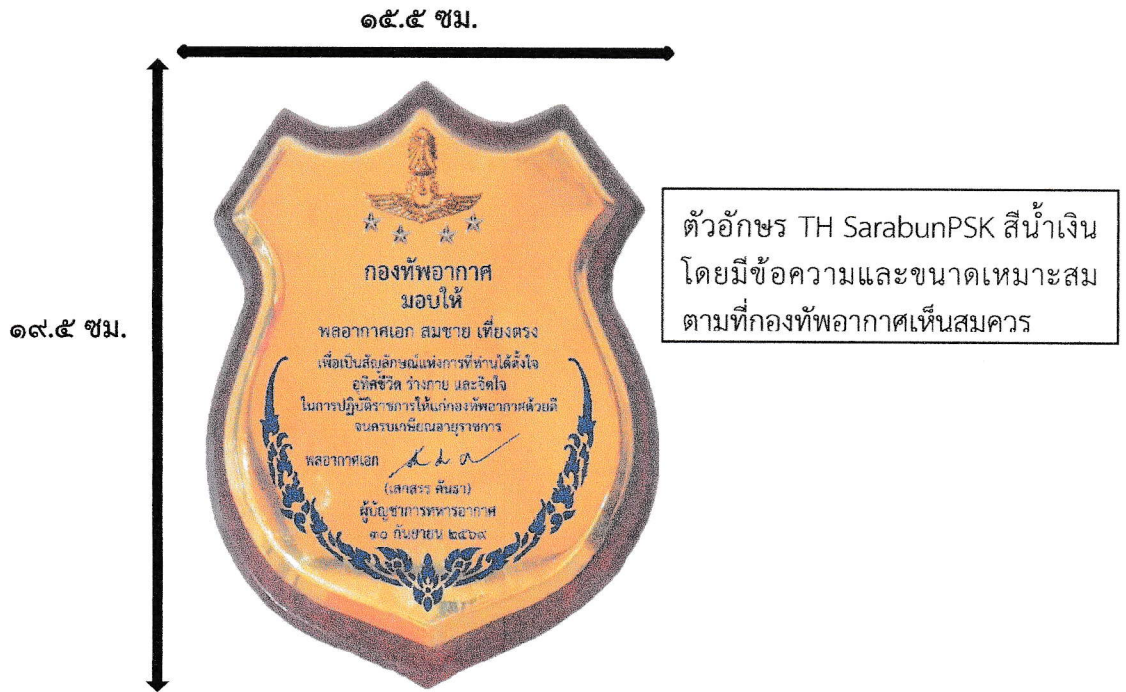 ๑๕.๕ ซม.
๑๙.๕ ซม.
กองทัพอากาศ
มอบให้
พลอากาศเอก สมชาย เที่ยงตรง
เพื่อเป็นสัญลักษณ์แห่งการที่ท่านได้ตั้งใจ
อุทิศชีวิต ร่างกาย และจิตใจ
ในการปฏิบัติราชการให้แก่กองทัพอากาศด้วยดี
จนครบเกษียณอายุราชการ
พลอากาศเอก
(เสกสรร คันธา)
ผู้บัญชาการทหารอากาศ
๓๐ กันยายน ๒๕๖๙
ตัวอักษร TH SarabunPSK สีน้ำเงิน
โดยมีข้อความและขนาดเหมาะสม
ตามที่กองทัพอากาศเห็นสมควร